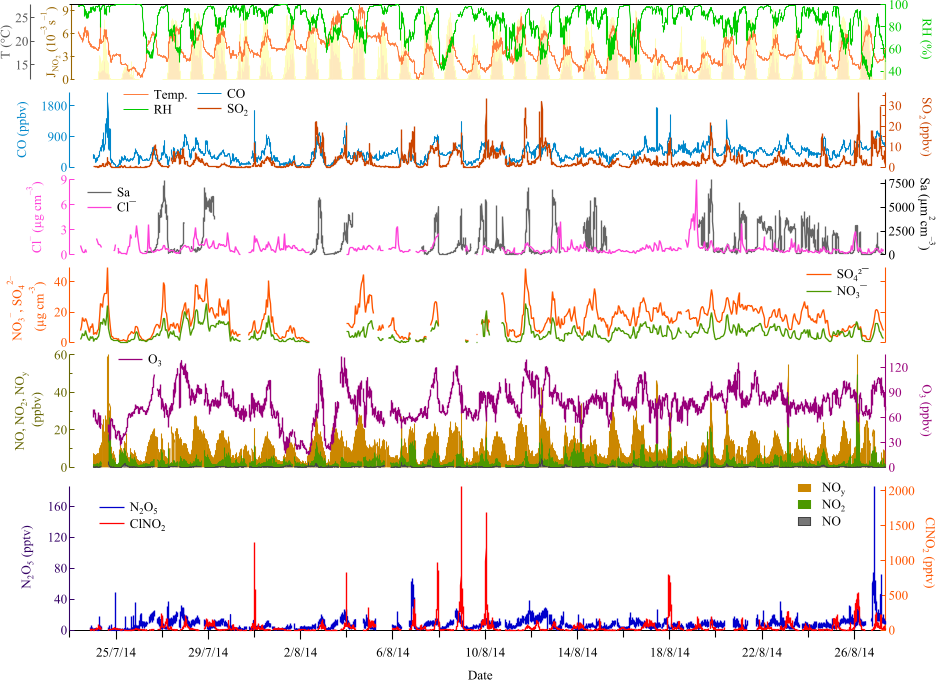 T (°C)
25
20
15
J_NO2 (10⁻³ s⁻¹)
9
6
3
0
100
80
60
40
RH (%)
Temp.
RH
CO
SO₂
CO (ppbv)
1800
900
0
30
20
10
0
SO₂ (ppbv)
Sa
Cl⁻
Cl⁻ (µg cm⁻³)
9
6
3
0
7500
5000
2500
0
Sa (µm² cm⁻³)
SO₄²⁻
NO₃⁻
NO₃⁻, SO₄²⁻
(µg cm⁻³)
40
20
0
O₃
NO, NO₂, NOy
(ppbv)
60
40
20
0
120
90
60
30
0
O₃ (ppbv)
N₂O₅
ClNO₂
NOy
NO₂
NO
N₂O₅ (pptv)
160
120
80
40
0
2000
1500
1000
500
0
ClNO₂ (pptv)
25/7/14 29/7/14 2/8/14 6/8/14 10/8/14 14/8/14 18/8/14 22/8/14 26/8/14
Date